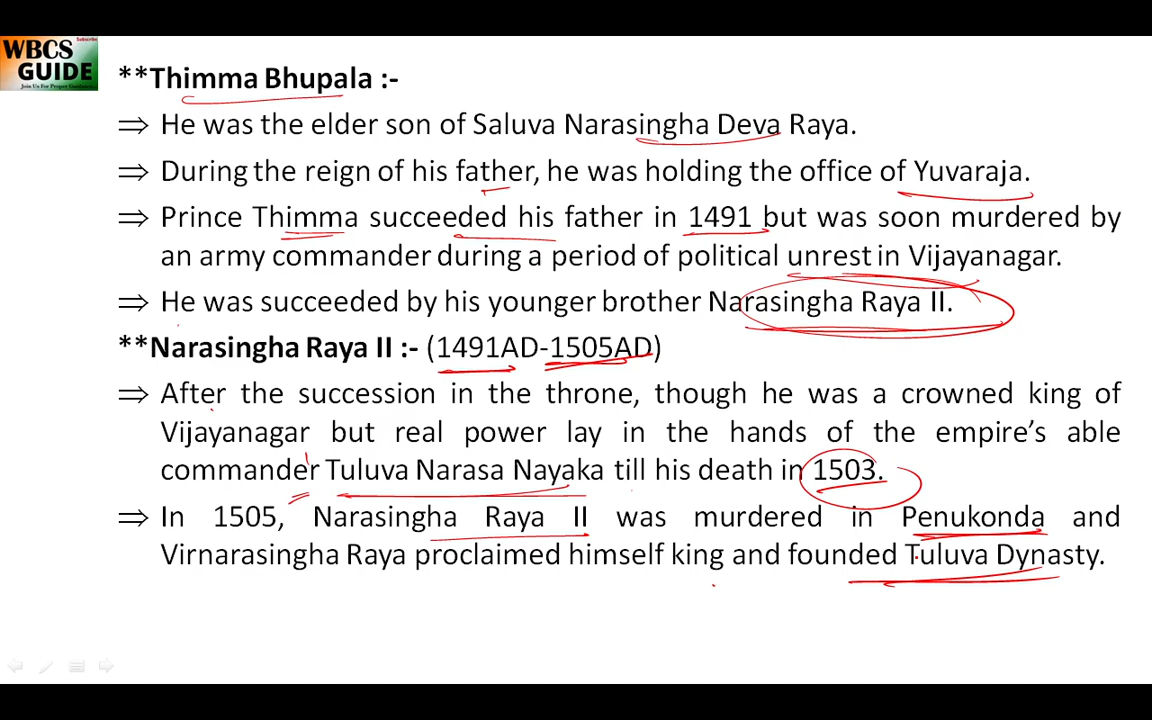 Subscribe
WBCS
GUIDE
Join Us For Proper Guidance
**Thimma Bhupala :-
⇒ He was the elder son of Saluva Narasingha Deva Raya.
⇒ During the reign of his father, he was holding the office of Yuvaraja.
⇒ Prince Thimma succeeded his father in 1491 but was soon murdered by
an army commander during a period of political unrest in Vijayanagar.
⇒ He was succeeded by his younger brother Narasingha Raya II.
**Narasingha Raya II :- (1491AD-1505AD)
⇒ After the succession in the throne, though he was a crowned king of
Vijayanagar but real power lay in the hands of the empire’s able
commander Tuluva Narasa Nayaka till his death in 1503.
⇒ In 1505, Narasingha Raya II was murdered in Penukonda and
Virnarasingha Raya proclaimed himself king and founded Tuluva Dynasty.